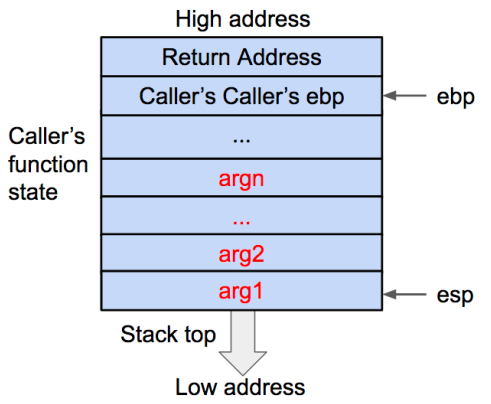 High address
Return Address
Caller's Caller's ebp
ebp
...
Caller's
function
state
argn
...
arg2
arg1
esp
Stack top
Low address